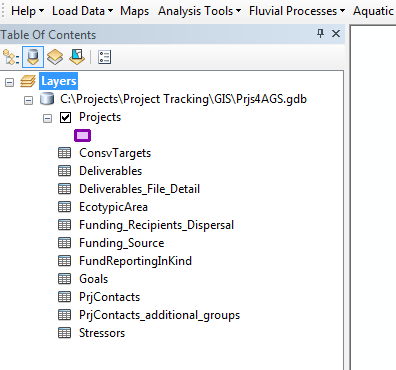 Help Load Data Maps Analysis Tools Fluvial Processes Aquatic
Table Of Contents
Layers
C:\Projects\Project Tracking\GIS\Prjs4AGS.gdb
Projects
ConsvTargets
Deliverables
Deliverables_File_Detail
EcotypicArea
Funding_Recipients_Dispersal
Funding_Source
FundReportingInKind
Goals
PrjContacts
PrjContacts_additional_groups
Stressors